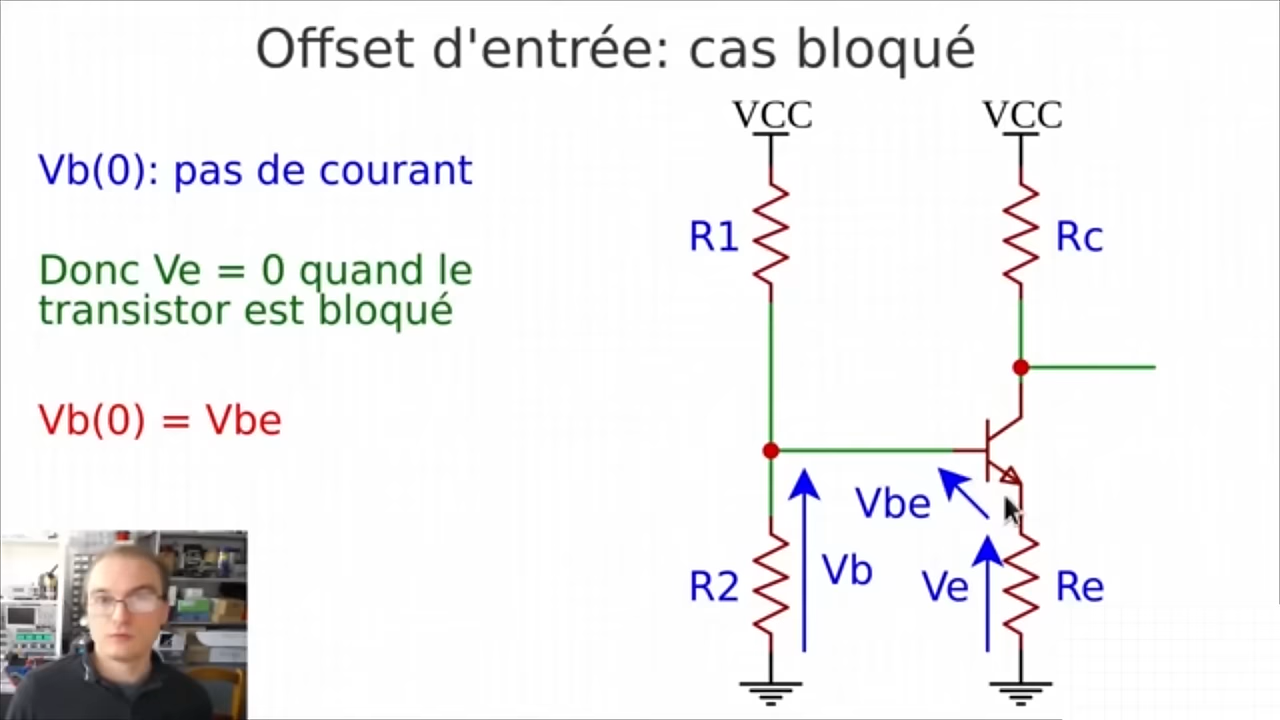 Offset d'entrée: cas bloqué
Vb(0): pas de courant
Donc Ve = 0 quand le
transistor est bloqué
Vb(0) = Vbe
VCC
VCC
R1
Rc
Vbe
Vb
R2
Ve
Re